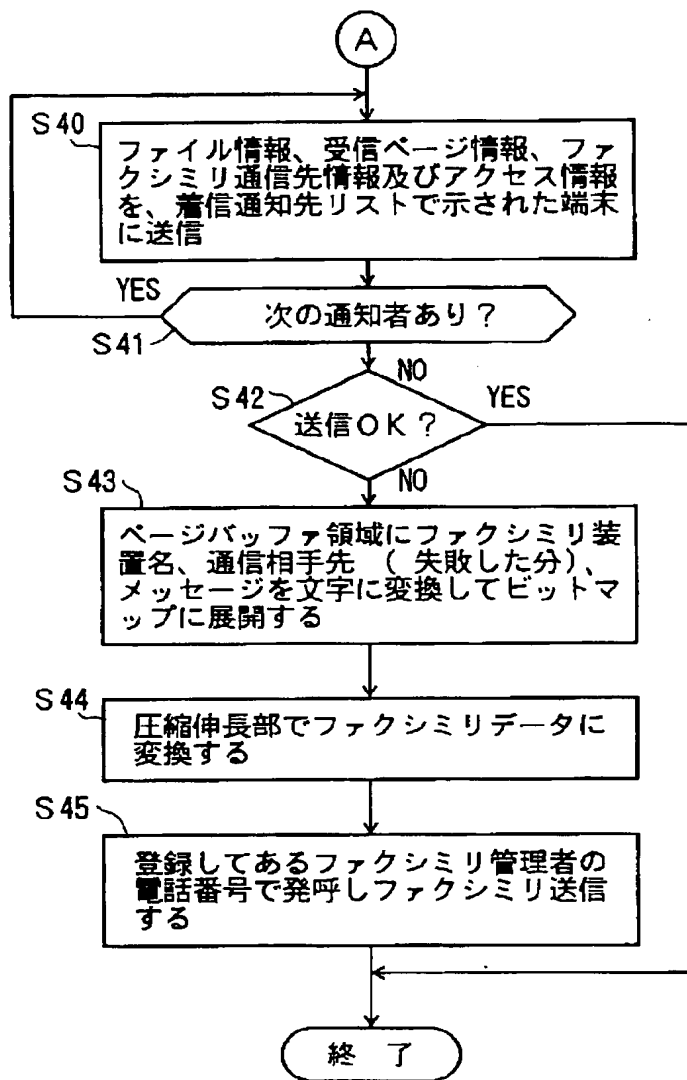 A
S40
ファイル情報、受信ページ情報、ファ
クシミリ通信先情報及びアクセス情報
を、着信通知先リストで示された端末
に送信
YES
次の通知者あり?
S41
NO
S42
YES
送信OK?
NO
S43
ページバッファ領域にファクシミリ装
置名、通信相手先 ( 失敗した分)、
メッセージを文字に変換してビットマ
ップに展開する
S44
圧縮伸長部でファクシミリデータに
変換する
S45
登録してあるファクシミリ管理者の
電話番号で発呼しファクシミリ送信
する
終 了